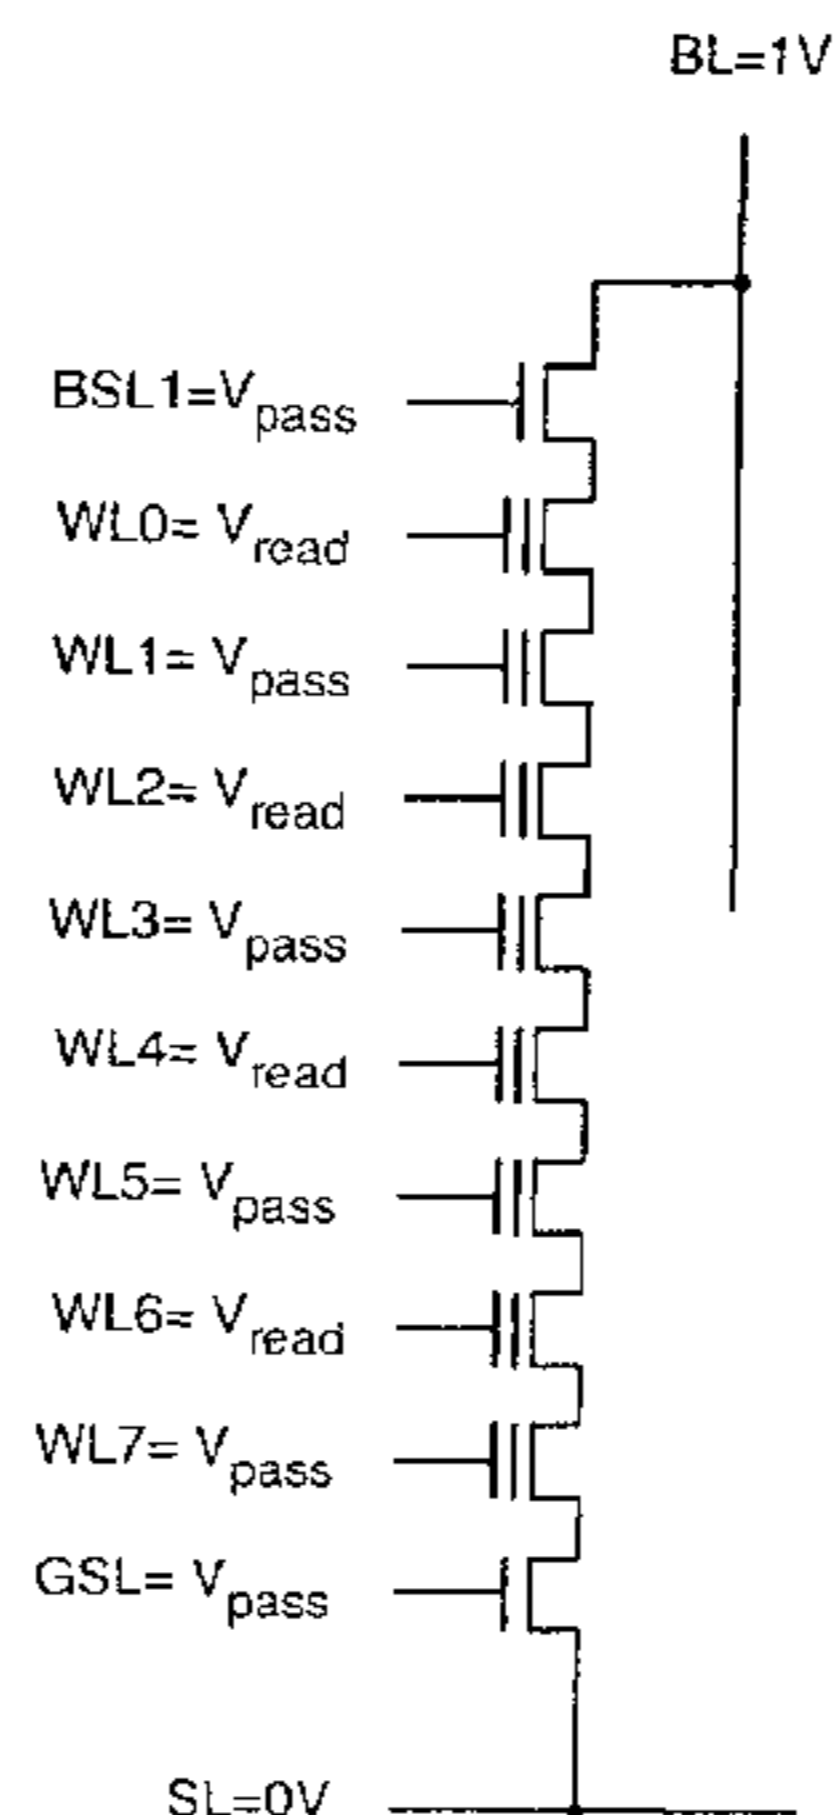 BL=1V
BSL1=Vpass
WL0= Vread
WL1= Vpass
WL2= Vread
WL3= Vpass
WL4= Vread
WL5= Vpass
WL6= Vread
WL7= Vpass
GSL= Vpass
SL=0V